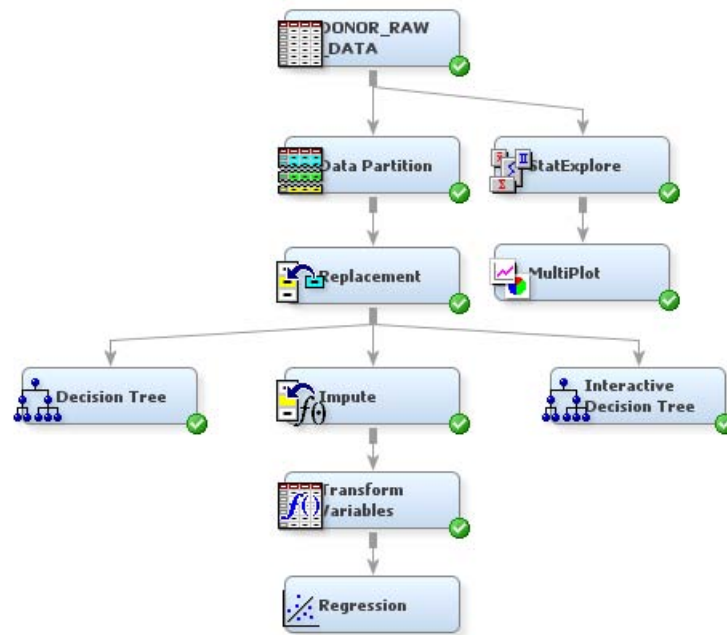 DONOR_RAW
_DATA
Data Partition
StatExplore
Replacement
MultiPlot
Decision Tree
Impute
Interactive
Decision Tree
Transform
Variables
Regression